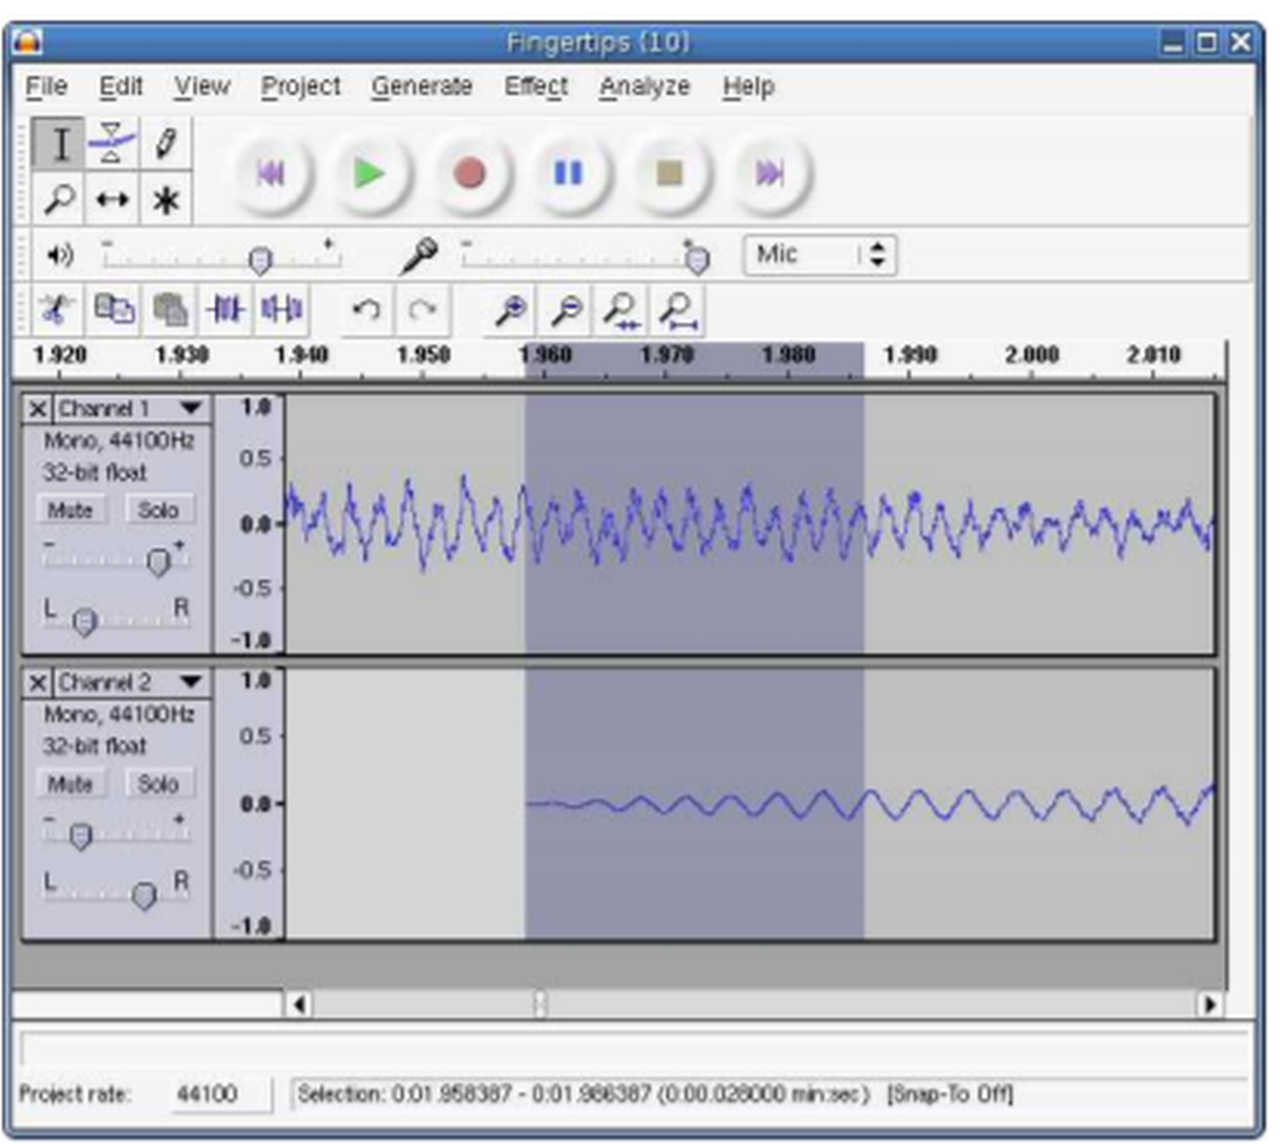 Fingertips (10)
File Edit View Project Generate Effect Analyze Help
- + - + Mic
1.920 1.930 1.940 1.950 1.960 1.970 1.980 1.990 2.000 2.010
Channel 1
Mono, 44100Hz
32-bit float
Mute Solo
- +
L R
1.0
0.5
0.0
-0.5
-1.0
Channel 2
Mono, 44100Hz
32-bit float
Mute Solo
- +
L R
1.0
0.5
0.0
-0.5
-1.0
Project rate: 44100 Selection: 0:01.958387 - 0:01.986387 (0:00.028000 min:sec) [Snap-To Off]